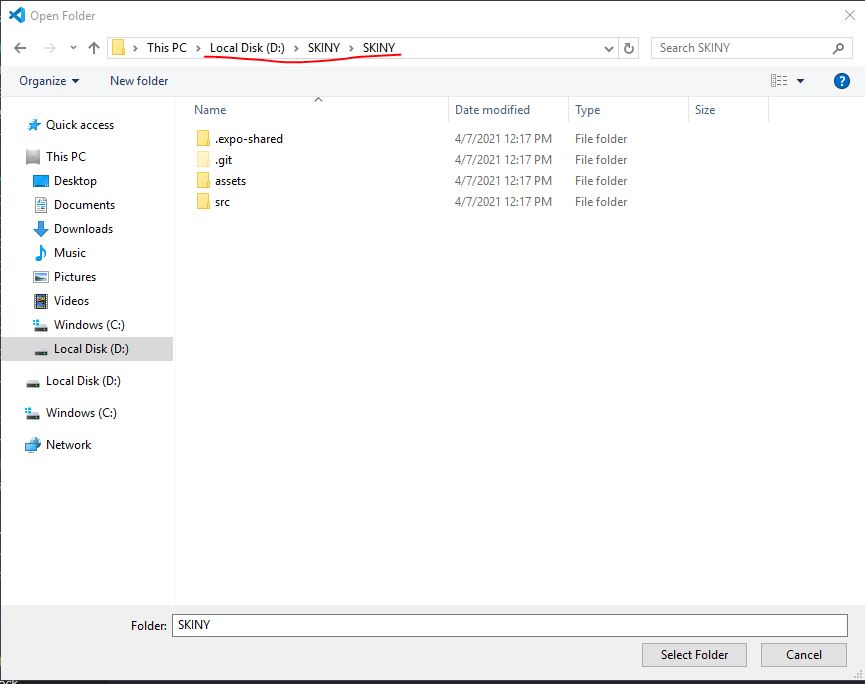 Open Folder
This PC > Local Disk (D:) > SKINY > SKINY
Search SKINY
Organize
New folder
?
Name Date modified Type Size
.expo-shared 4/7/2021 12:17 PM File folder
.git 4/7/2021 12:17 PM File folder
assets 4/7/2021 12:17 PM File folder
src 4/7/2021 12:17 PM File folder
Quick access
This PC
Desktop
Documents
Downloads
Music
Pictures
Videos
Windows (C:)
Local Disk (D:)
Local Disk (D:)
Windows (C:)
Network
Folder: SKINY
Select Folder Cancel